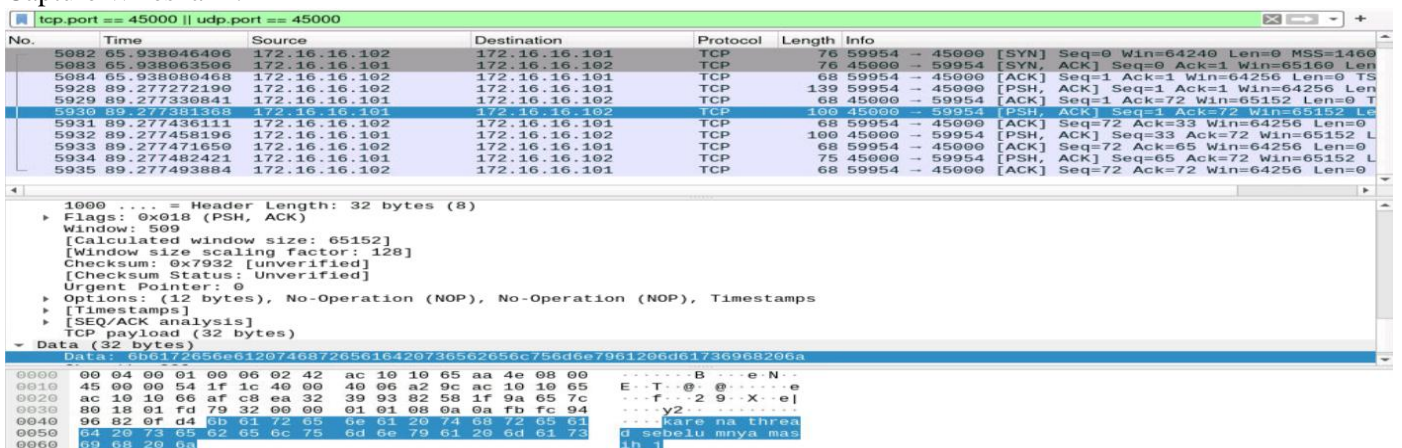 tcp.port == 45000 || udp.port == 45000
No. Time Source Destination Protocol Length Info
5082 65.938046406 172.16.16.102 172.16.16.101 TCP 76 59954 → 45000 [SYN] Seq=0 Win=64240 Len=0 MSS=1460
5083 65.938063506 172.16.16.101 172.16.16.102 TCP 76 45000 → 59954 [SYN, ACK] Seq=0 Ack=1 Win=65160 Len
5084 65.938080468 172.16.16.102 172.16.16.101 TCP 68 59954 → 45000 [ACK] Seq=1 Ack=1 Win=64256 Len=0 TS
5928 89.277272190 172.16.16.102 172.16.16.101 TCP 139 59954 → 45000 [PSH, ACK] Seq=1 Ack=1 Win=64256 Len
5929 89.277330841 172.16.16.101 172.16.16.102 TCP 68 45000 → 59954 [ACK] Seq=1 Ack=72 Win=65152 Len=0 T
5930 89.277381368 172.16.16.101 172.16.16.102 TCP 100 45000 → 59954 [PSH, ACK] Seq=1 Ack=72 Win=65152 Le
5931 89.277436111 172.16.16.102 172.16.16.101 TCP 68 59954 → 45000 [ACK] Seq=72 Ack=33 Win=64256 Len=0
5932 89.277458196 172.16.16.101 172.16.16.102 TCP 100 45000 → 59954 [PSH, ACK] Seq=33 Ack=72 Win=65152 L
5933 89.277471650 172.16.16.102 172.16.16.101 TCP 68 59954 → 45000 [ACK] Seq=72 Ack=65 Win=64256 Len=0
5934 89.277482421 172.16.16.101 172.16.16.102 TCP 75 45000 → 59954 [PSH, ACK] Seq=65 Ack=72 Win=65152 L
5935 89.277493884 172.16.16.102 172.16.16.101 TCP 68 59954 → 45000 [ACK] Seq=72 Ack=72 Win=64256 Len=0
1000 .... = Header Length: 32 bytes (8)
Flags: 0x018 (PSH, ACK)
Window: 509
[Calculated window size: 65152]
[Window size scaling factor: 128]
Checksum: 0x7932 [unverified]
[Checksum Status: Unverified]
Urgent Pointer: 0
Options: (12 bytes), No-Operation (NOP), No-Operation (NOP), Timestamps
[Timestamps]
[SEQ/ACK analysis]
TCP payload (32 bytes)
Data (32 bytes)
Data: 6b6172656e612074687265616420736562656c756d6e7961206d61736968206a
0000 00 04 00 01 00 06 02 42 ac 10 10 65 aa 4e 08 00 ·······B ···e·N··
0010 45 00 00 54 1f 1c 40 00 40 06 a2 9c ac 10 10 65 E··T··@· @······e
0020 ac 10 10 66 af c8 ea 32 39 93 82 58 1f 9a 65 7c ···f···2 9··X··e|
0030 80 18 01 fd 79 32 00 00 01 01 08 0a 0a fb fc 94 ····y2·· ········
0040 96 82 0f d4 6b 61 72 65 6e 61 20 74 68 72 65 61 ····kare na threa
0050 64 20 73 65 62 65 6c 75 6d 6e 79 61 20 6d 61 73 d sebelu mnya mas
0060 69 68 20 6a ih j